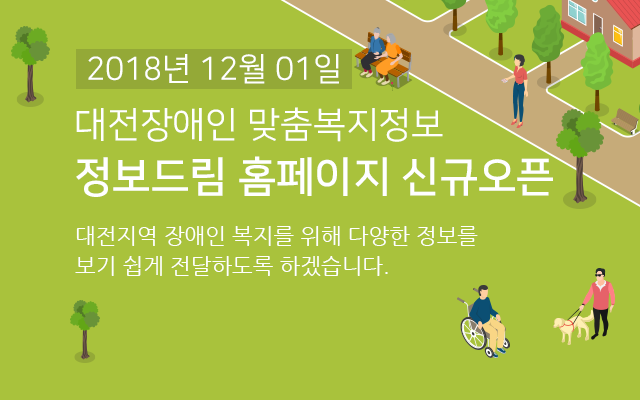 2018년 12월 01일
대전장애인 맞춤복지정보
정보드림 홈페이지 신규오픈
대전지역 장애인 복지를 위해 다양한 정보를
보기 쉽게 전달하도록 하겠습니다.